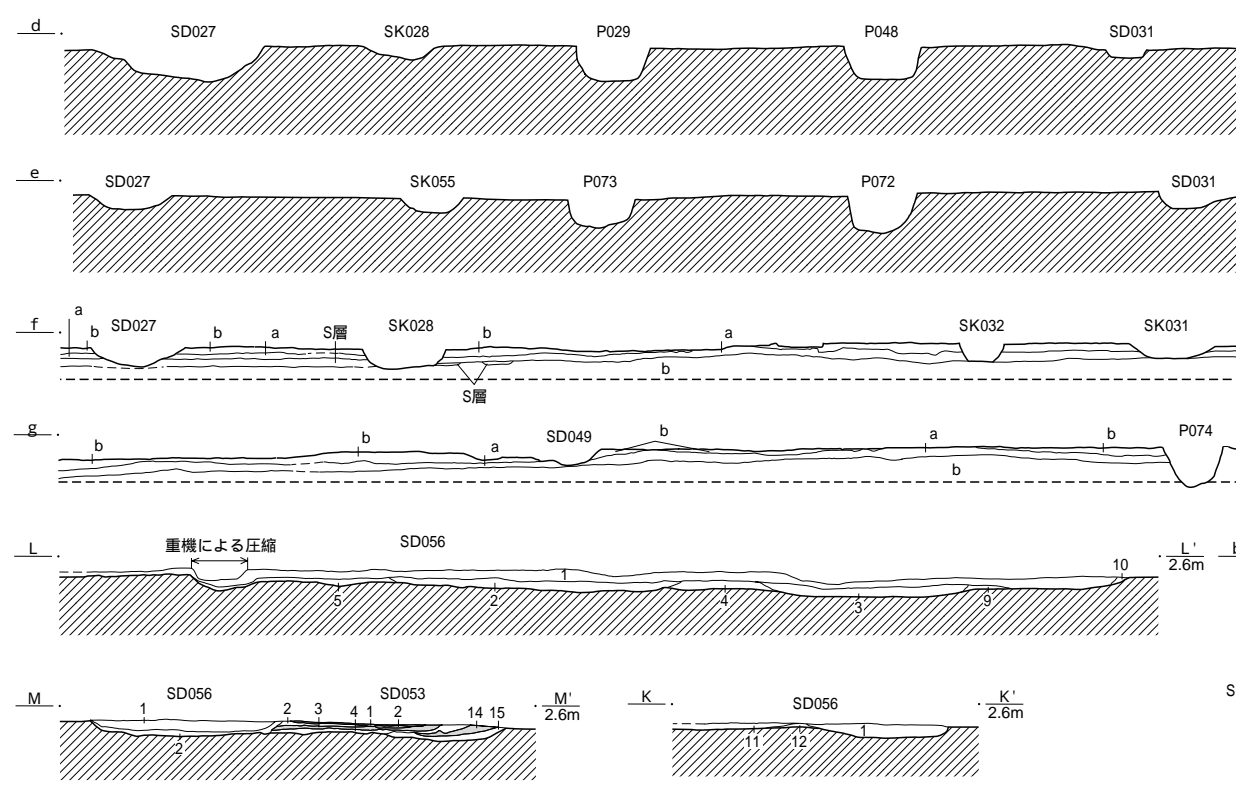 d SD027 SK028 P029 P048 SD031
e SD027 SK055 P073 P072 SD031
a
f b SD027 b a S層 SK028 b a SK032 SK031
b
S層
g b b a SD049 b a b P074
b
L 重機による圧縮 SD056 L' 2.6m
1 10
5 2 4 3 9
M SD056 SD053 M' 2.6m K SD056 K' 2.6m
1 2 3 4 1 2 14 15
2 11 12 1